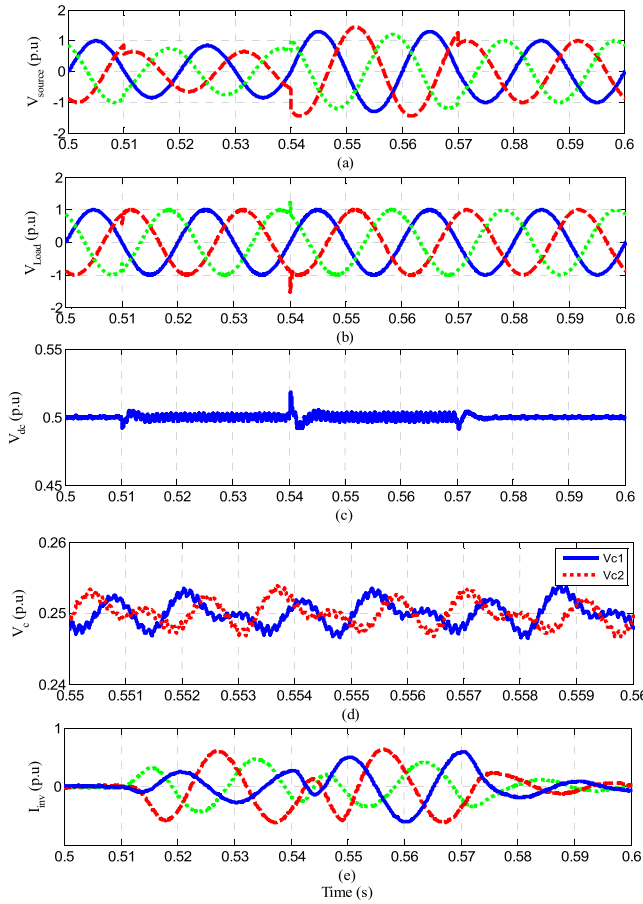 V source (p.u)
2
1
0
-1
-2
0.5 0.51 0.52 0.53 0.54 0.55 0.56 0.57 0.58 0.59 0.6
(a)
V Load (p.u)
2
1
0
-1
-2
0.5 0.51 0.52 0.53 0.54 0.55 0.56 0.57 0.58 0.59 0.6
(b)
V dc (p.u)
0.55
0.5
0.45
0.5 0.51 0.52 0.53 0.54 0.55 0.56 0.57 0.58 0.59 0.6
(c)
V c (p.u)
0.26
0.25
0.24
Vc1
Vc2
0.55 0.551 0.552 0.553 0.554 0.555 0.556 0.557 0.558 0.559 0.56
(d)
I inv (p.u)
1
0
0.5 0.51 0.52 0.53 0.54 0.55 0.56 0.57 0.58 0.59 0.6
(e)
Time (s)